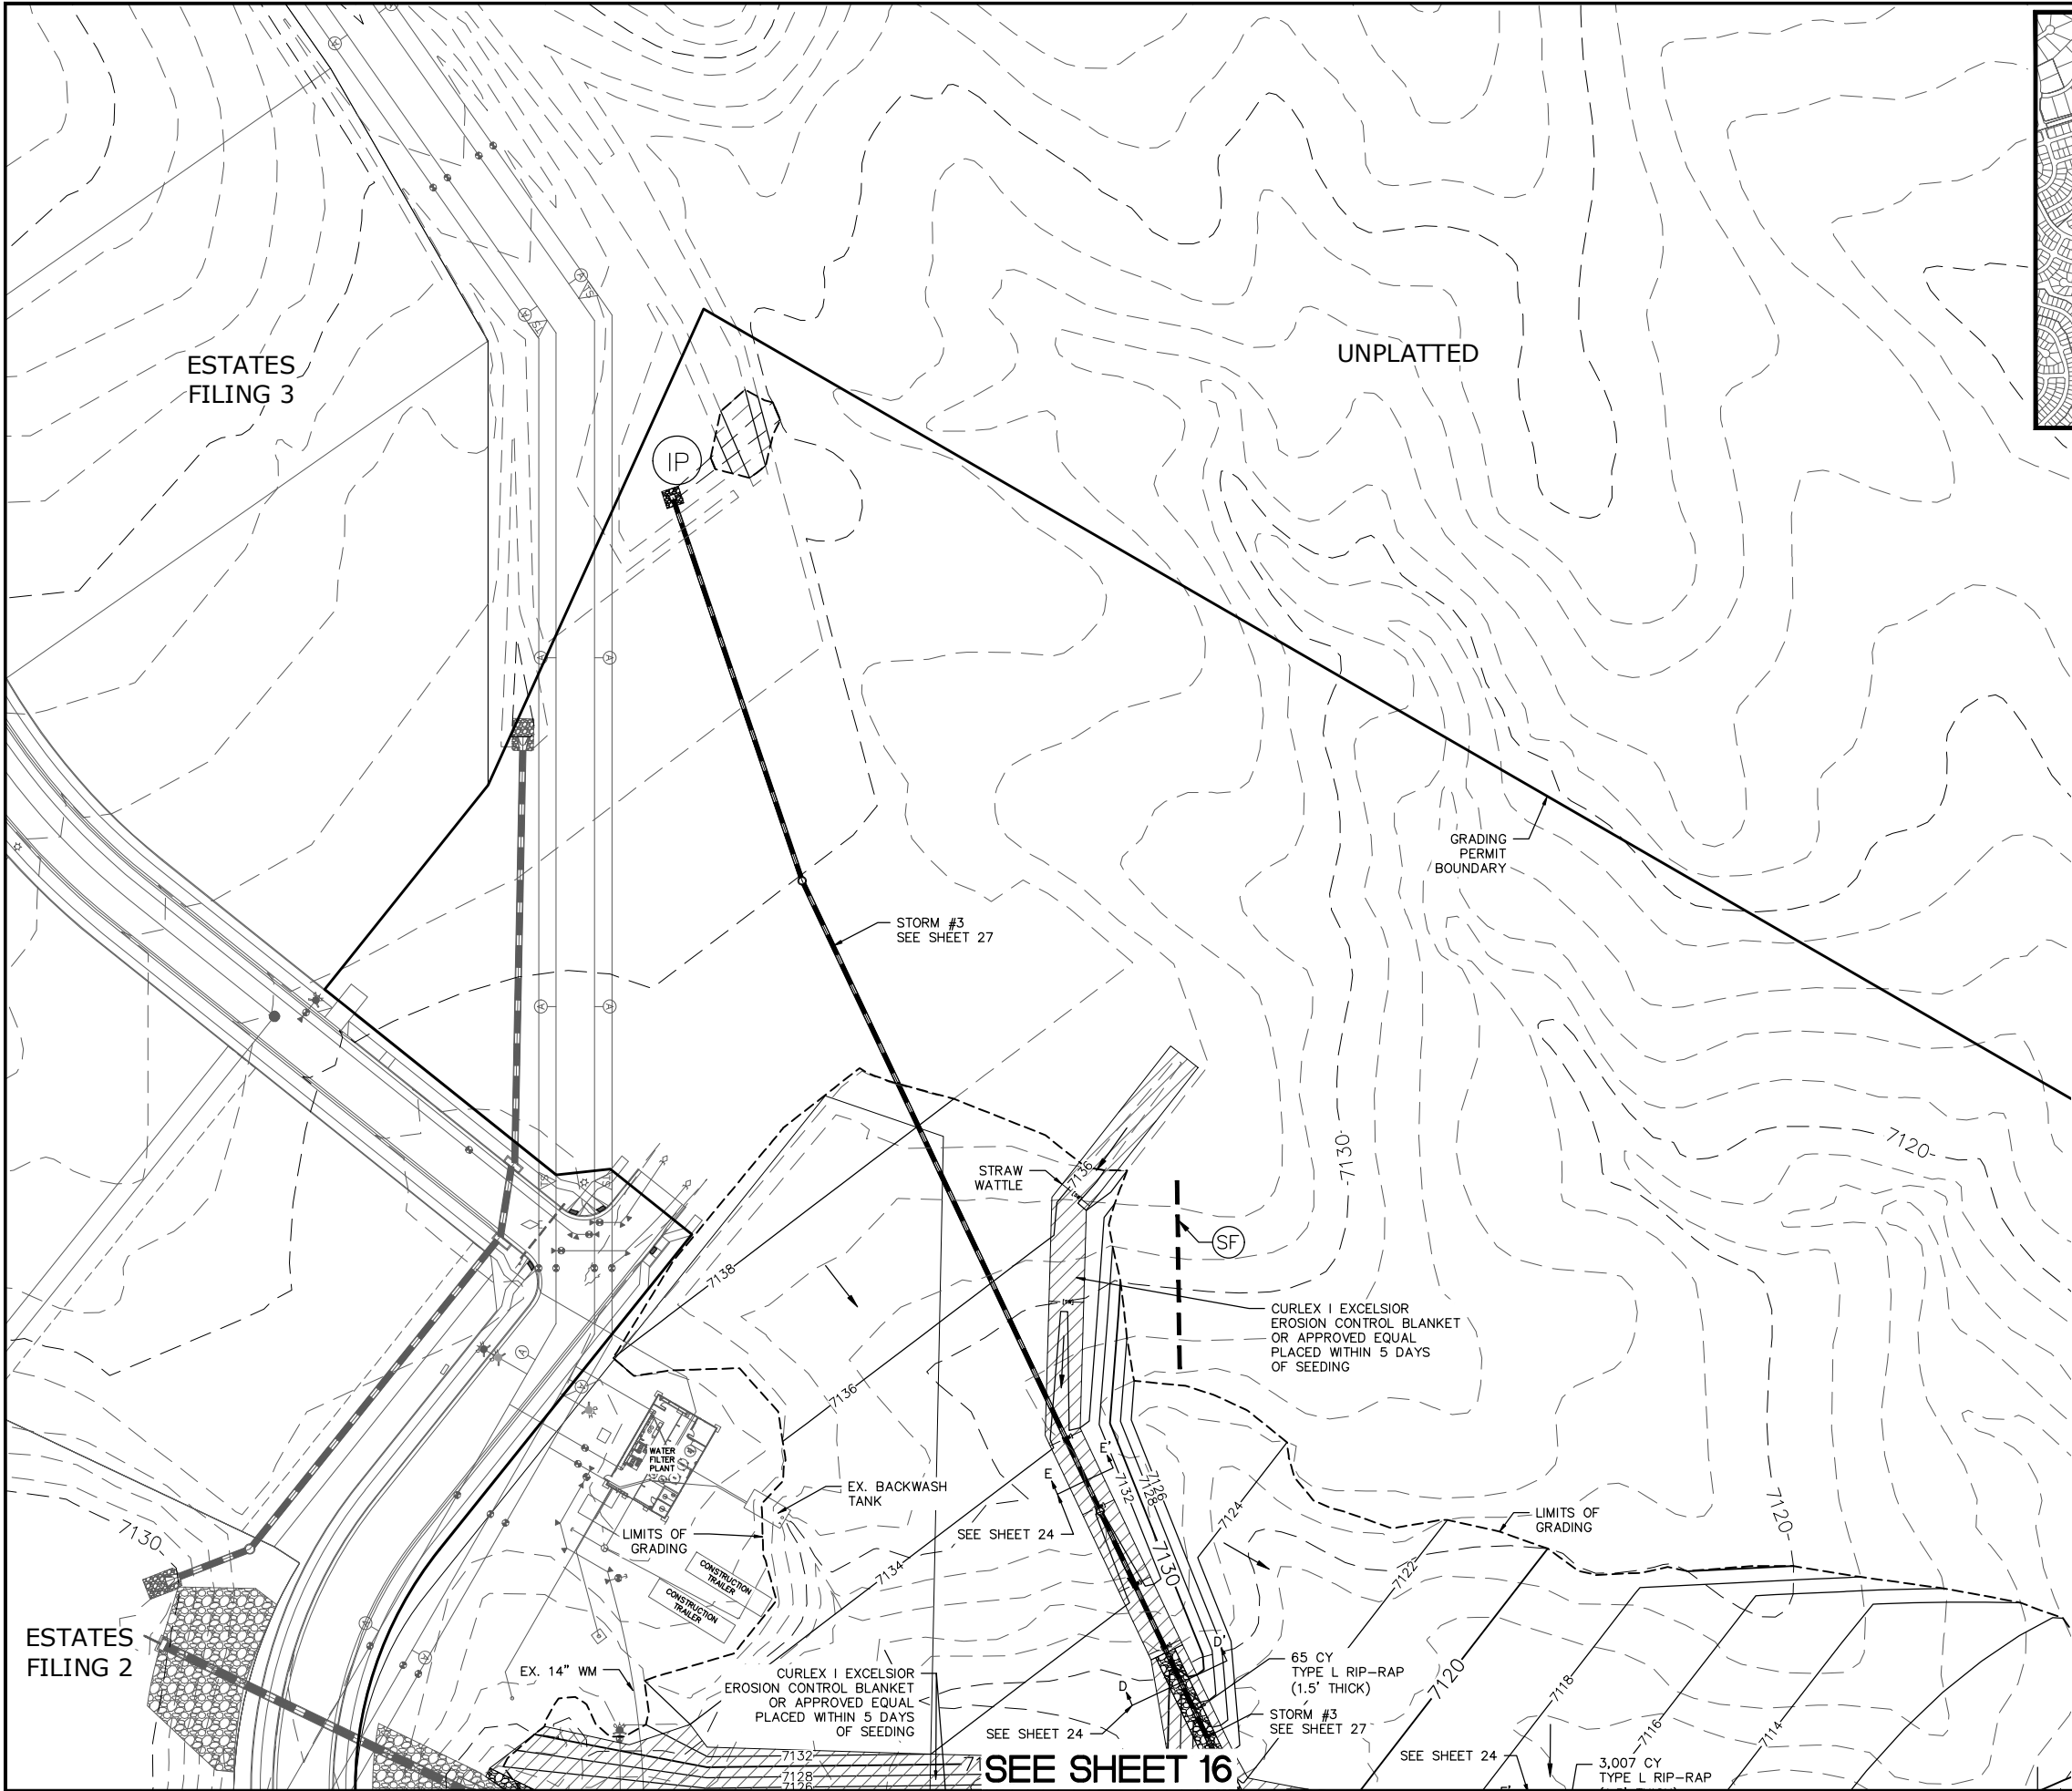 ESTATES
FILING 3
UNPLATTED
IP
GRADING
PERMIT
BOUNDARY
STORM #3
SEE SHEET 27
7130
7120
STRAW
WATTLE
7136
SF
7138
CURLEX I EXCELSIOR
EROSION CONTROL BLANKET
OR APPROVED EQUAL
PLACED WITHIN 5 DAYS
OF SEEDING
7136
WATER
FILTER
PLANT
EX. BACKWASH
TANK
E
E'
7132
7128
7126
7124
7130
SEE SHEET 24
LIMITS OF
GRADING
LIMITS OF
GRADING
7120
7130
CONSTRUCTION
TRAILER
CONSTRUCTION
TRAILER
7134
7122
ESTATES
FILING 2
EX. 14" WM
CURLEX I EXCELSIOR
EROSION CONTROL BLANKET
OR APPROVED EQUAL
PLACED WITHIN 5 DAYS
OF SEEDING
D
D'
SEE SHEET 24
65 CY
TYPE L RIP-RAP
(1.5' THICK)
STORM #3
SEE SHEET 27
7120
7118
7116
7114
SEE SHEET 24
3,007 CY
TYPE L RIP-RAP
7132
7128
7126
SEE SHEET 16